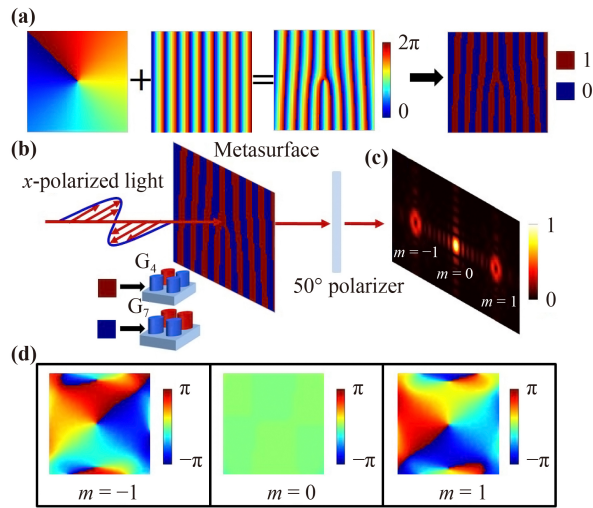 (a)
2π
0
1
0
(b)
Metasurface
(c)
x-polarized light
G4
G7
50° polarizer
m = −1
m = 0
m = 1
1
0
(d)
π
−π
π
−π
π
−π
m = −1
m = 0
m = 1